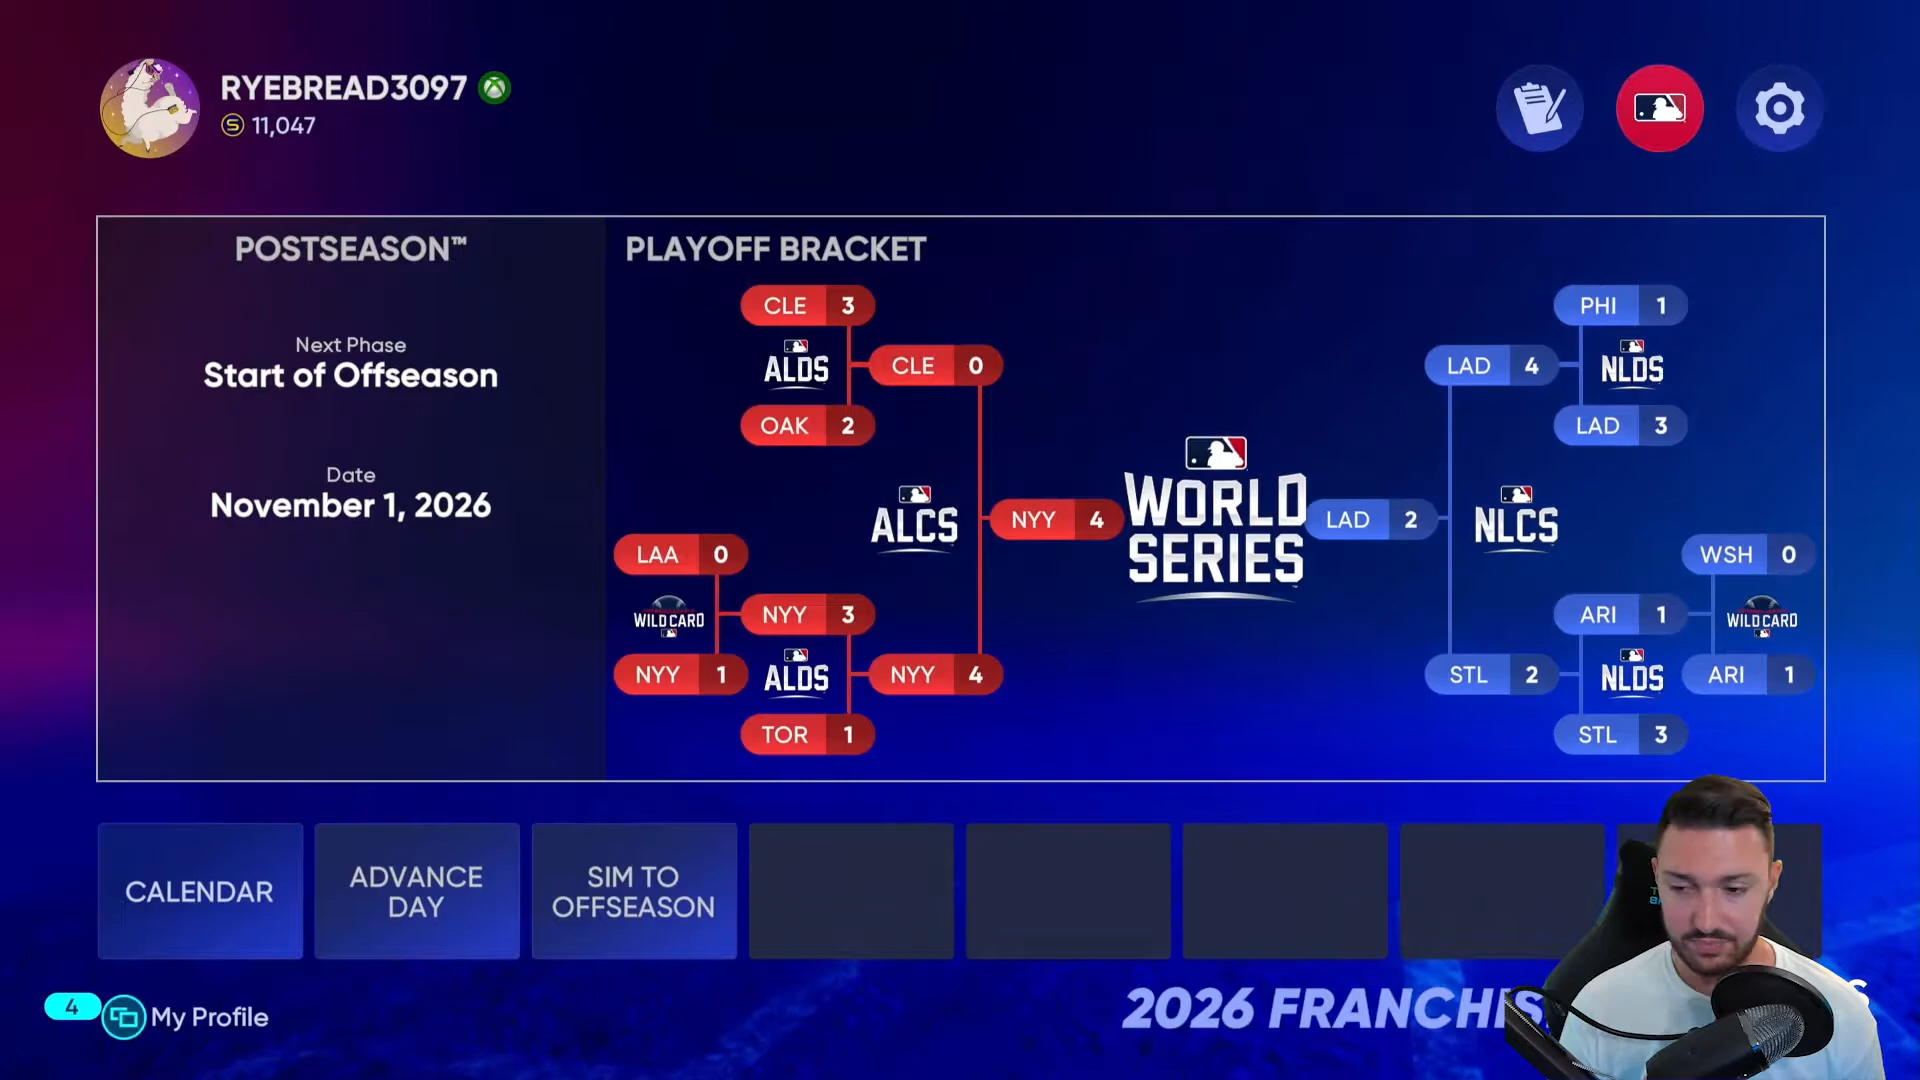 RYEBREAD3097
11,047
POSTSEASON™
Next Phase
Start of Offseason
Date
November 1, 2026
PLAYOFF BRACKET
CLE 3
ALDS
OAK 2
CLE 0
ALCS
LAA 0
WILD CARD
NYY 1
NYY 3
ALDS
TOR 1
NYY 4
NYY 4
WORLD
SERIES
LAD 2
LAD 4
NLCS
STL 2
PHI 1
NLDS
LAD 3
ARI 1
NLDS
STL 3
WSH 0
WILD CARD
ARI 1
CALENDAR
ADVANCE
DAY
SIM TO
OFFSEASON
4
My Profile
2026 FRANCHIS